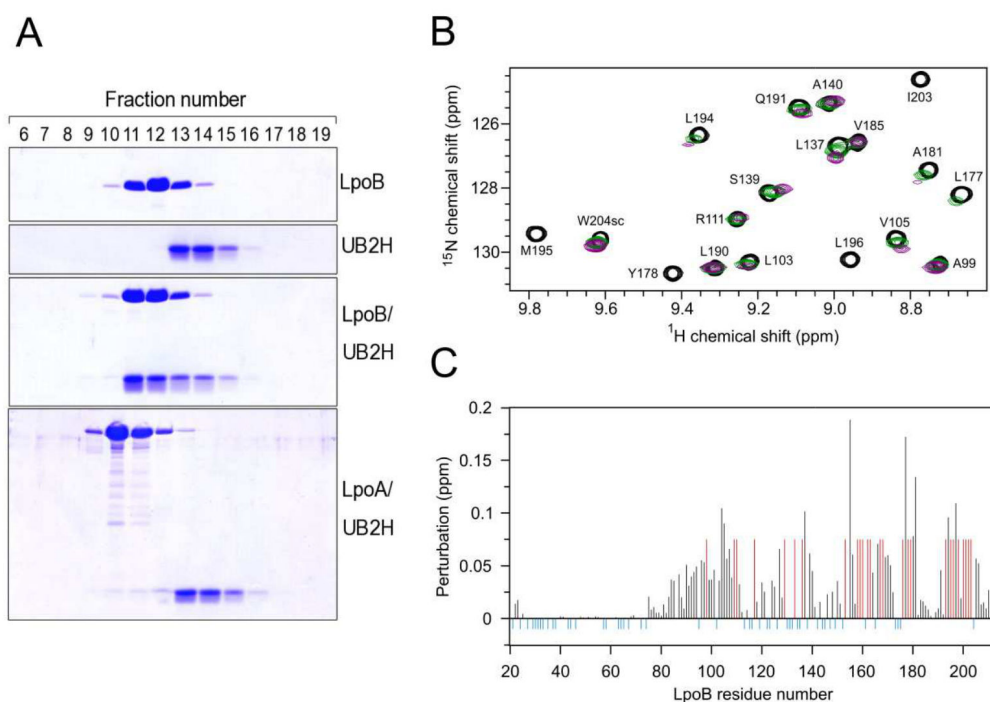 A
Fraction number
6 7 8 9 10 11 12 13 14 15 16 17 18 19
LpoB
UB2H
LpoB/
UB2H
LpoA/
UB2H
B
15N chemical shift (ppm)
126
128
130
A140
I203
Q191
L194
V185
L137
A181
L177
S139
R111
W204sc
V105
M195
L190
L103
L196
Y178
A99
9.8 9.6 9.4 9.2 9.0 8.8
1H chemical shift (ppm)
C
Perturbation (ppm)
0.2
0.15
0.1
0.05
0
20 40 60 80 100 120 140 160 180 200
LpoB residue number